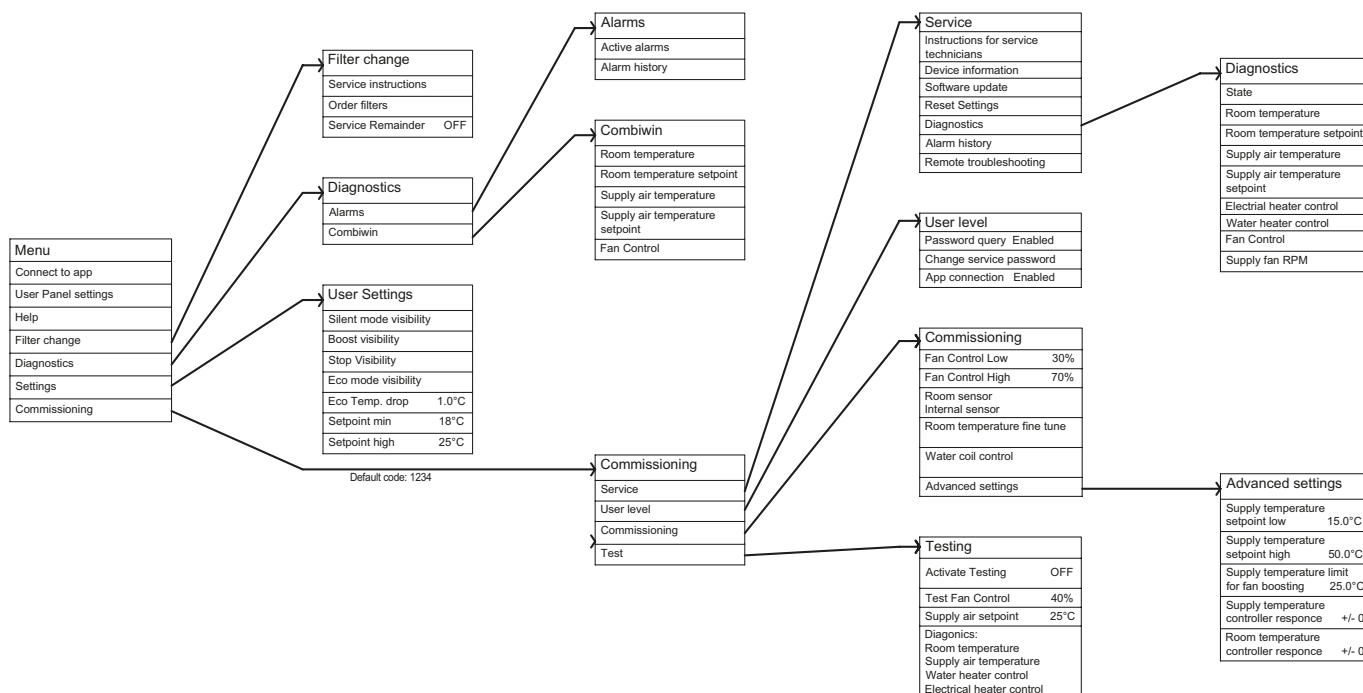 Menu
Connect to app
User Panel settings
Help
Filter change
Diagnostics
Settings
Commissioning
Filter change
Service instructions
Order filters
Service Remainder OFF
Diagnostics
Alarms
Combiwin
User Settings
Silent mode visibility
Boost visibility
Stop Visibility
Eco mode visibility
Eco Temp. drop 1.0°C
Setpoint min 18°C
Setpoint high 25°C
Default code: 1234
Alarms
Active alarms
Alarm history
Combiwin
Room temperature
Room temperature setpoint
Supply air temperature
Supply air temperature
setpoint
Fan Control
Commissioning
Service
User level
Commissioning
Test
Service
Instructions for service
technicians
Device information
Software update
Reset Settings
Diagnostics
Alarm history
Remote troubleshooting
User level
Password query Enabled
Change service password
App connection Enabled
Commissioning
Fan Control Low 30%
Fan Control High 70%
Room sensor
Internal sensor
Room temperature fine tune
Water coil control
Advanced settings
Testing
Activate Testing OFF
Test Fan Control 40%
Supply air setpoint 25°C
Diagonics:
Room temperature
Supply air temperature
Water heater control
Electrical heater control
Diagnostics
State
Room temperature
Room temperature setpoint
Supply air temperature
Supply air temperature
setpoint
Electrial heater control
Water heater control
Fan Control
Supply fan RPM
Advanced settings
Supply temperature
setpoint low 15.0°C
Supply temperature
setpoint high 50.0°C
Supply temperature limit
for fan boosting 25.0°C
Supply temperature
controller responce +/- 0
Room temperature
controller responce +/- 0